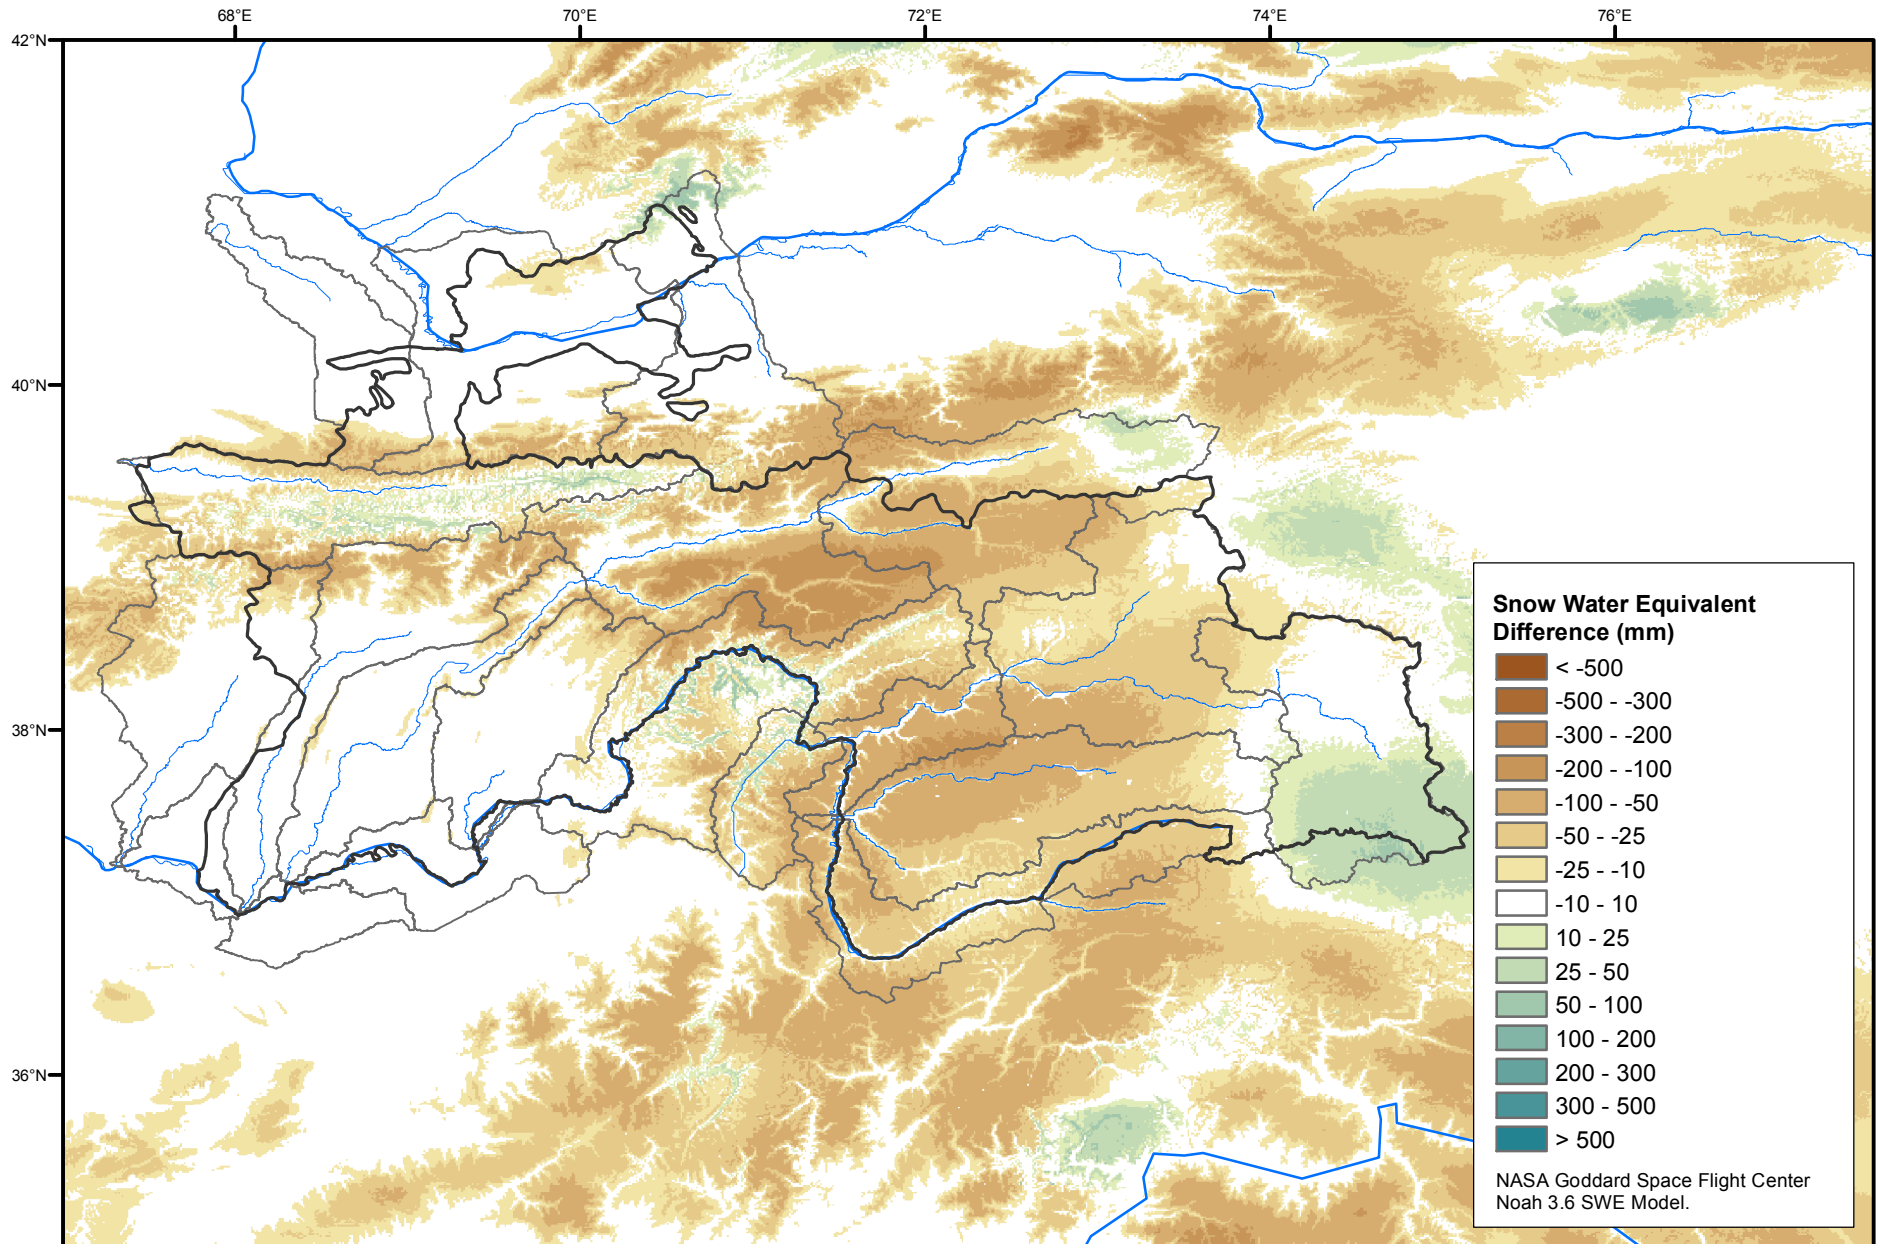 68°E
70°E
72°E
74°E
76°E
42°N
40°N
38°N
36°N
Snow Water Equivalent
Difference (mm)
< -500
-500 - -300
-300 - -200
-200 - -100
-100 - -50
-50 - -25
-25 - -10
-10 - 10
10 - 25
25 - 50
50 - 100
100 - 200
200 - 300
300 - 500
> 500
NASA Goddard Space Flight Center
Noah 3.6 SWE Model.